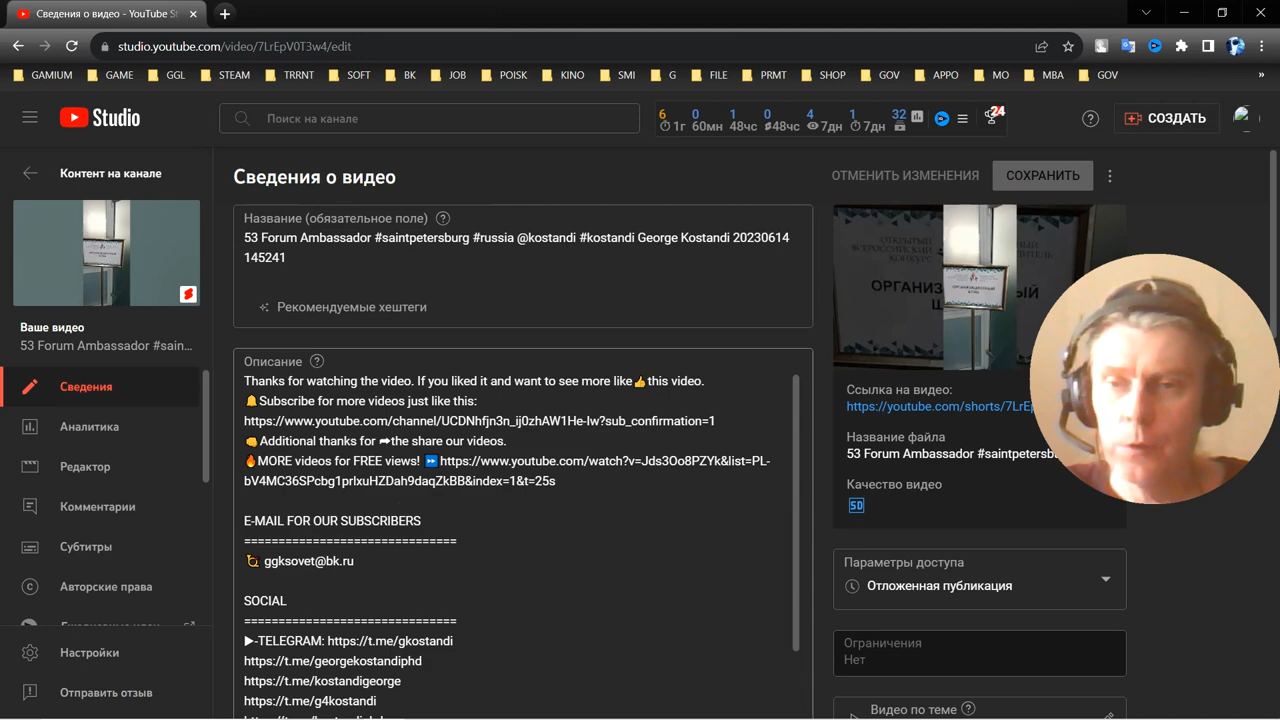 Сведения о видео - YouTube St
studio.youtube.com/video/7LrEpV0T3w4/edit
GAMIUM GAME GGL STEAM TRRNT SOFT BK JOB POISK KINO SMI G FILE PRMT SHOP GOV APPO MO MBA GOV »
Studio
Поиск на канале
6 0 1 0 4 1 32
1г 60мн 48чс 48чс 7дн 7дн
24
СОЗДАТЬ
Контент на канале
Ваше видео
53 Forum Ambassador #sain...
Сведения
Аналитика
Редактор
Комментарии
Субтитры
Авторские права
Настройки
Отправить отзыв
Сведения о видео
ОТМЕНИТЬ ИЗМЕНЕНИЯ
СОХРАНИТЬ
Название (обязательное поле)
53 Forum Ambassador #saintpetersburg #russia @kostandi #kostandi George Kostandi 20230614
145241
Рекомендуемые хештеги
Описание
Thanks for watching the video. If you liked it and want to see more like👍this video.
🔔Subscribe for more videos just like this:
https://www.youtube.com/channel/UCDNhfjn3n_ij0zhAW1He-Iw?sub_confirmation=1
👊Additional thanks for ➦the share our videos.
🔥MORE videos for FREE views! ⏩https://www.youtube.com/watch?v=Jds3Oo8PZYk&list=PL-
bV4MC36SPcbg1prIxuHZDah9daqZkBB&index=1&t=25s
E-MAIL FOR OUR SUBSCRIBERS
==============================
ggksovet@bk.ru
SOCIAL
==============================
▶-TELEGRAM: https://t.me/gkostandi
https://t.me/georgekostandiphd
https://t.me/kostandigeorge
https://t.me/g4kostandi
Ссылка на видео:
https://youtube.com/shorts/7LrE
Название файла
53 Forum Ambassador #saintpetersb
Качество видео
SD
Параметры доступа
Отложенная публикация
Ограничения
Нет
Видео по теме